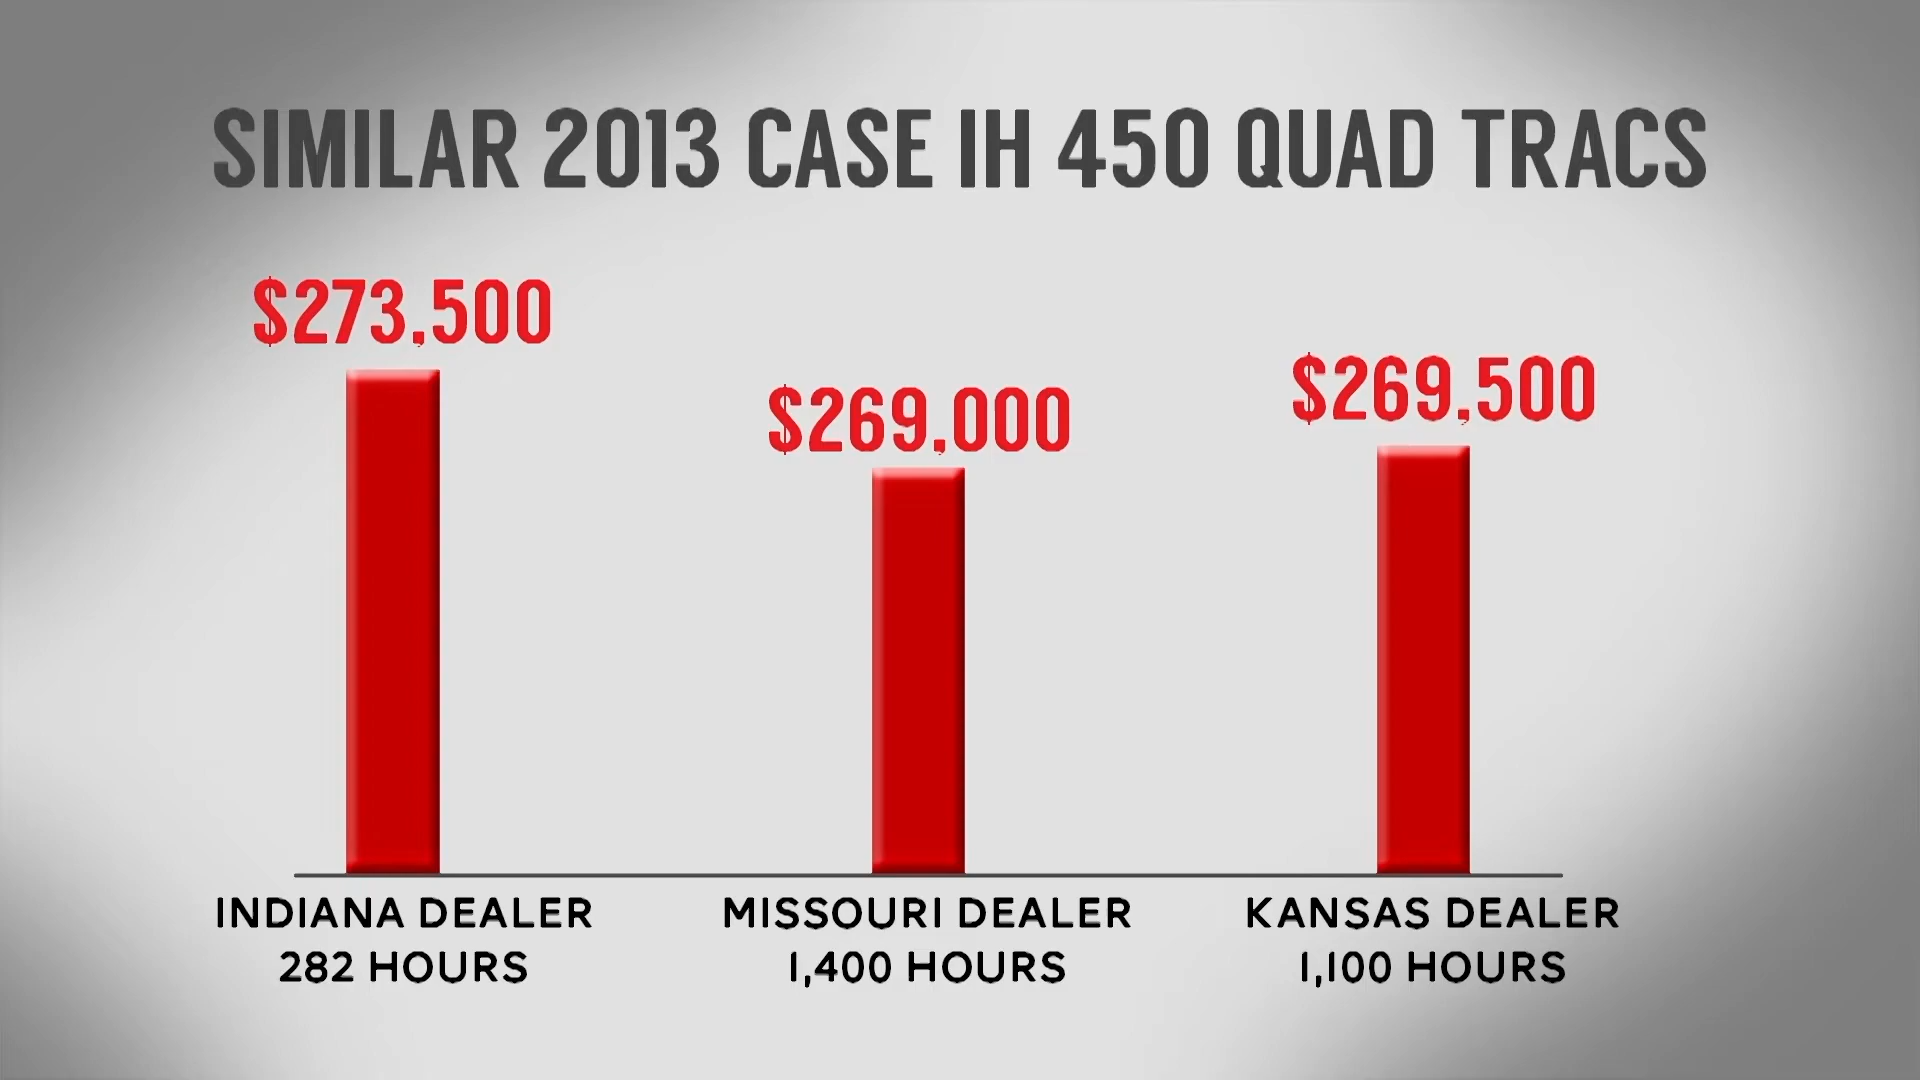 SIMILAR 2013 CASE IH 450 QUAD TRACS
$273,500
$269,000
$269,500
INDIANA DEALER
282 HOURS
MISSOURI DEALER
1,400 HOURS
KANSAS DEALER
1,100 HOURS